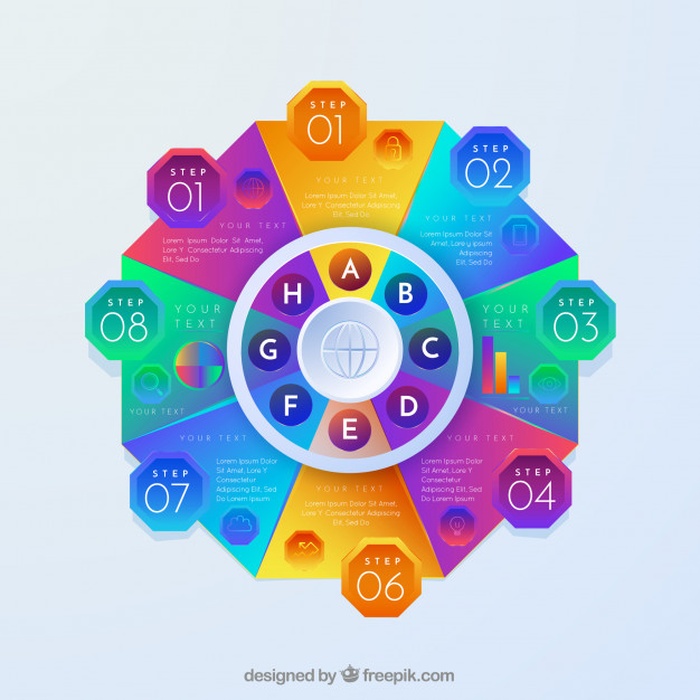 STEP
01
YOUR TEXT
Lorem Ipsum Dolor Sit Amet,
Lore Y Consectetur Adipiscing
Elit, Sed Do
STEP
02
YOUR TEXT
Lorem Ipsum
Dolor Sit Amet,
Lore y Ipsum
Consectetur
Adipiscing
Elit, Sed Do
STEP
03
YOUR
TEXT
YOUR TEXT
STEP
04
YOUR TEXT
Lorem Ipsum Dolor
Sit Amet, Lore Y
Consectetur
Adipiscing Elit, Sed
Do Lorem Ipsum
STEP
06
YOUR TEXT
Lorem Ipsum Dolor Sit Amet,
Lore Y Consectetur Adipiscing
Elit, Sed Do
STEP
07
YOUR TEXT
Lorem Ipsum Dolor
Sit Amet, Lore Y
Consectetur
Adipiscing Elit, Sed
Do Lorem Ipsum
STEP
08
YOUR
TEXT
YOUR TEXT
STEP
01
YOUR TEXT
Lorem Ipsum Dolor Sit Amet,
Lore Y Consectetur Adipiscing
Elit, Sed Do
A
B
C
D
E
F
G
H
designed by freepik.com